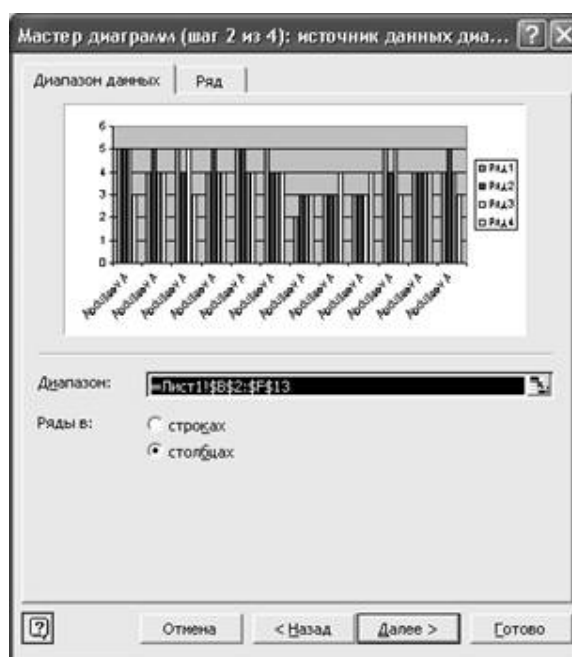 Мастер диаграмм (шаг 2 из 4): источник данных диа... ? X
Диапазон данных Ряд
6
5
4
3
2
1
0
Ряд1
Ряд2
Ряд3
Ряд4
Диапазон: =Лист1!$B$2:$F$13
Ряды в: строках
столбцах
? Отмена < Назад Далее > Готово